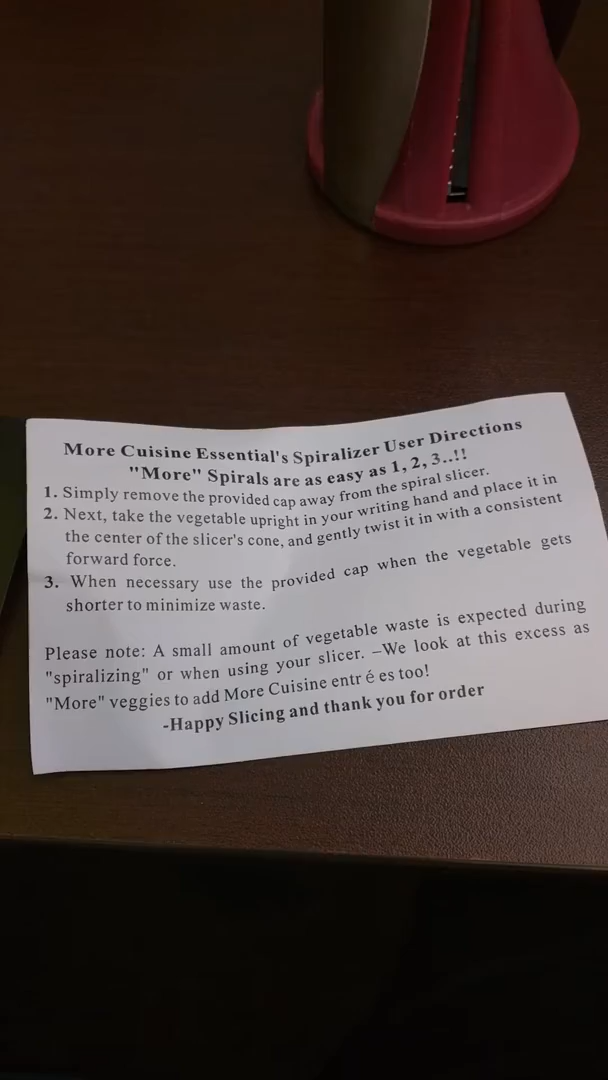 More Cuisine Essential's Spiralizer User Directions
"More" Spirals are as easy as 1, 2, 3..!!
1. Simply remove the provided cap away from the spiral slicer.
2. Next, take the vegetable upright in your writing hand and place it in
the center of the slicer's cone, and gently twist it in with a consistent
forward force.
3. When necessary use the provided cap when the vegetable gets
shorter to minimize waste.
Please note: A small amount of vegetable waste is expected during
"spiralizing" or when using your slicer. –We look at this excess as
"More" veggies to add More Cuisine entr é es too!
-Happy Slicing and thank you for order